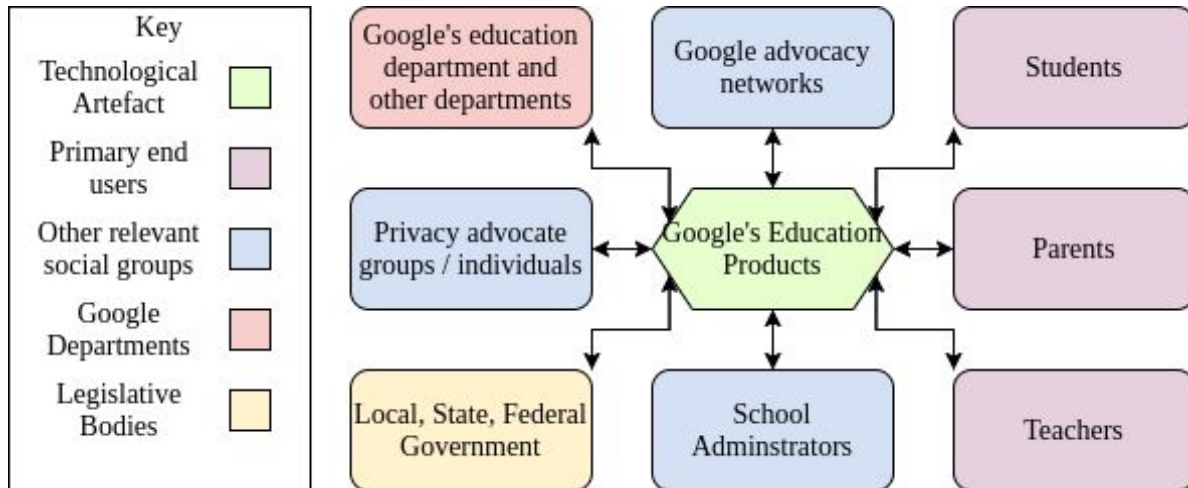 Key
Technological
Artefact
Primary end
users
Other relevant
social groups
Google
Departments
Legislative
Bodies
Google's education
department and
other departments
Google advocacy
networks
Students
Privacy advocate
groups / individuals
Google's Education
Products
Parents
Local, State, Federal
Government
School
Adminstrators
Teachers